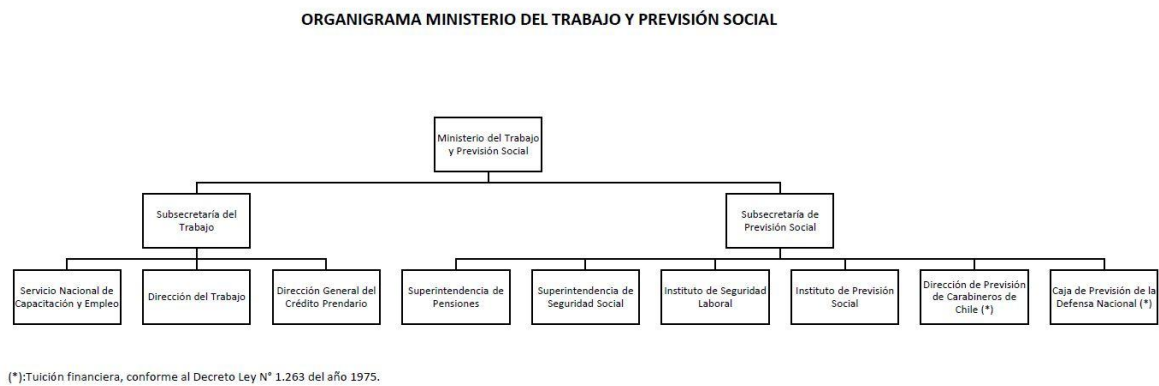 ORGANIGRAMA MINISTERIO DEL TRABAJO Y PREVISIÓN SOCIAL
Ministerio del Trabajo
y Previsión Social
Subsecretaría del
Trabajo
Subsecretaría de
Previsión Social
Servicio Nacional de
Capacitación y Empleo
Dirección del Trabajo
Dirección General del
Crédito Prendario
Superintendencia de
Pensiones
Superintendencia de
Seguridad Social
Instituto de Seguridad
Laboral
Instituto de Previsión
Social
Dirección de Previsión
de Carabineros de
Chile (*)
Caja de Previsión de la
Defensa Nacional (*)
(*):Tuición financiera, conforme al Decreto Ley N° 1.263 del año 1975.